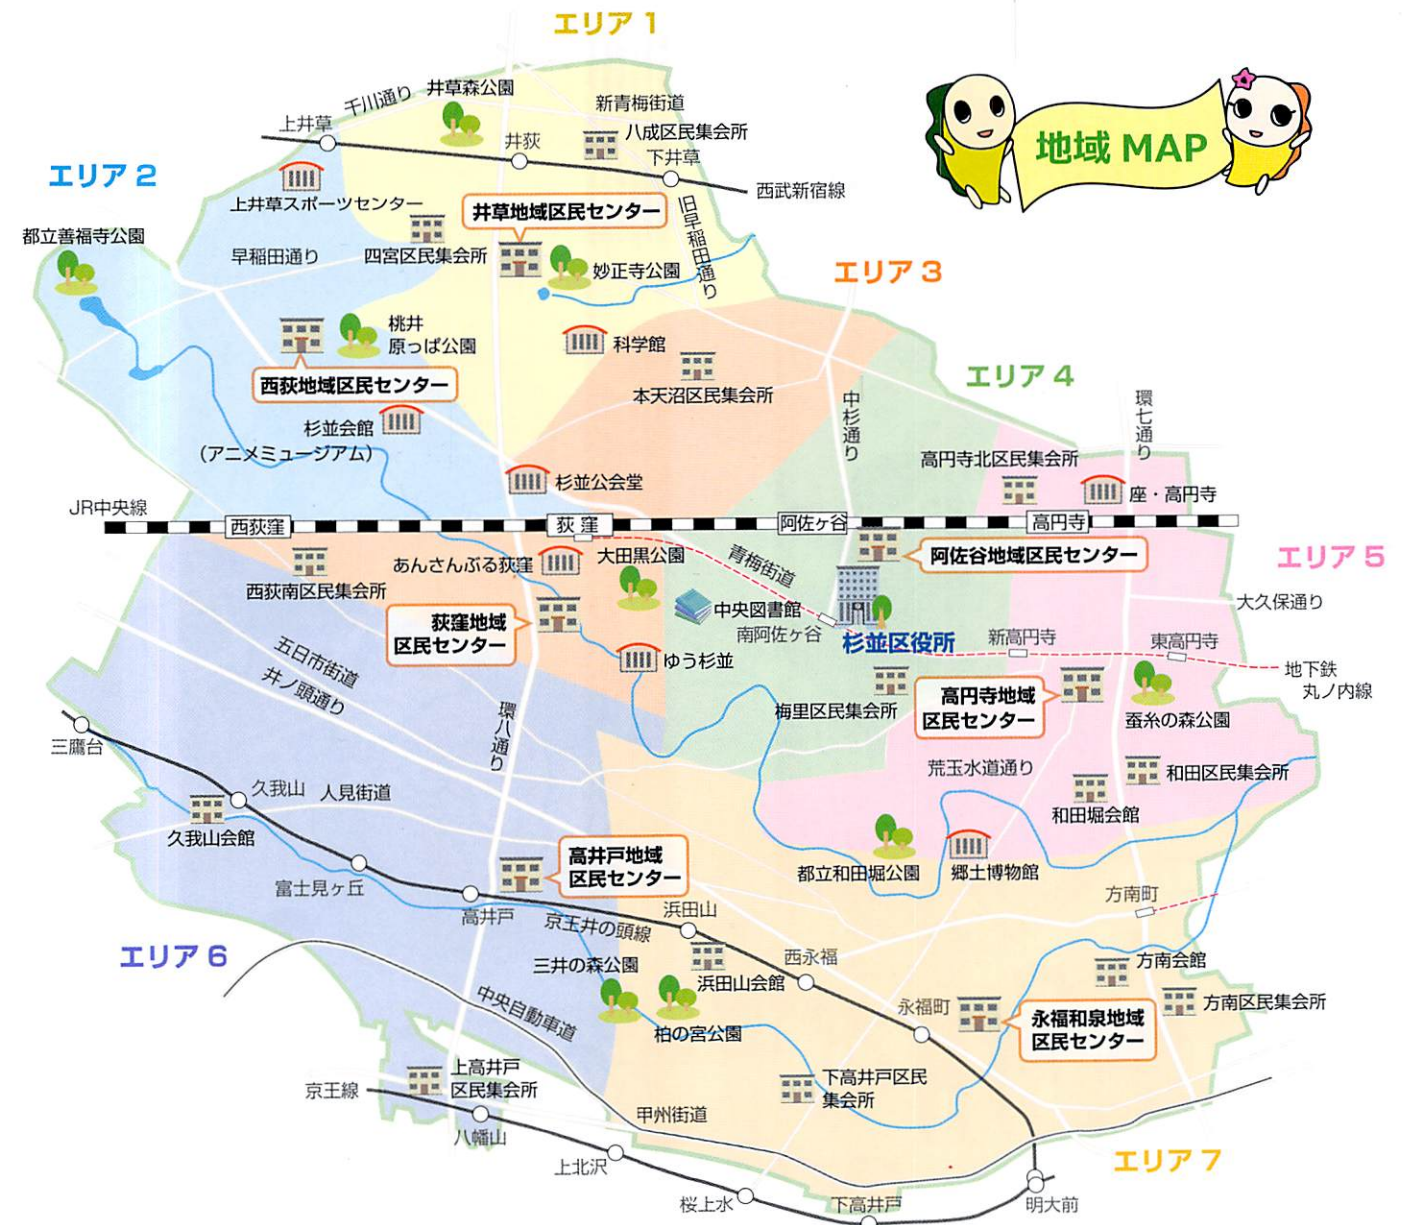 エリア 1
地域 MAP
千川通り
井草森公園
新青梅街道
八成区民集会所
上井草
井荻
下井草
西武新宿線
エリア 2
上井草スポーツセンター
井草地域区民センター
旧早稲田通り
都立善福寺公園
早稲田通り
四宮区民集会所
妙正寺公園
エリア 3
桃井
原っぱ公園
科学館
西荻地域区民センター
本天沼区民集会所
エリア 4
中杉通り
環七通り
杉並会館
（アニメミュージアム）
杉並公会堂
高円寺北区民集会所
座・高円寺
JR中央線
西荻窪
荻窪
阿佐ヶ谷
高円寺
あんさんぶる荻窪
大田黒公園
青梅街道
阿佐谷地域区民センター
エリア 5
西荻南区民集会所
荻窪地域
区民センター
中央図書館
南阿佐ヶ谷
杉並区役所
新高円寺
東高円寺
大久保通り
地下鉄
丸ノ内線
五日市街道
井ノ頭通り
ゆう杉並
梅里区民集会所
高円寺地域
区民センター
蚕糸の森公園
環八通り
三鷹台
久我山
人見街道
荒玉水道通り
和田区民集会所
和田堀会館
久我山会館
富士見ヶ丘
高井戸地域
区民センター
都立和田堀公園
郷土博物館
高井戸
京王井の頭線
浜田山
方南町
エリア 6
三井の森公園
浜田山会館
西永福
方南会館
中央自動車道
柏の宮公園
永福町
永福和泉地域
区民センター
方南区民集会所
京王線
上高井戸
区民集会所
下高井戸区民
集会所
甲州街道
八幡山
上北沢
桜上水
下高井戸
明大前
エリア 7